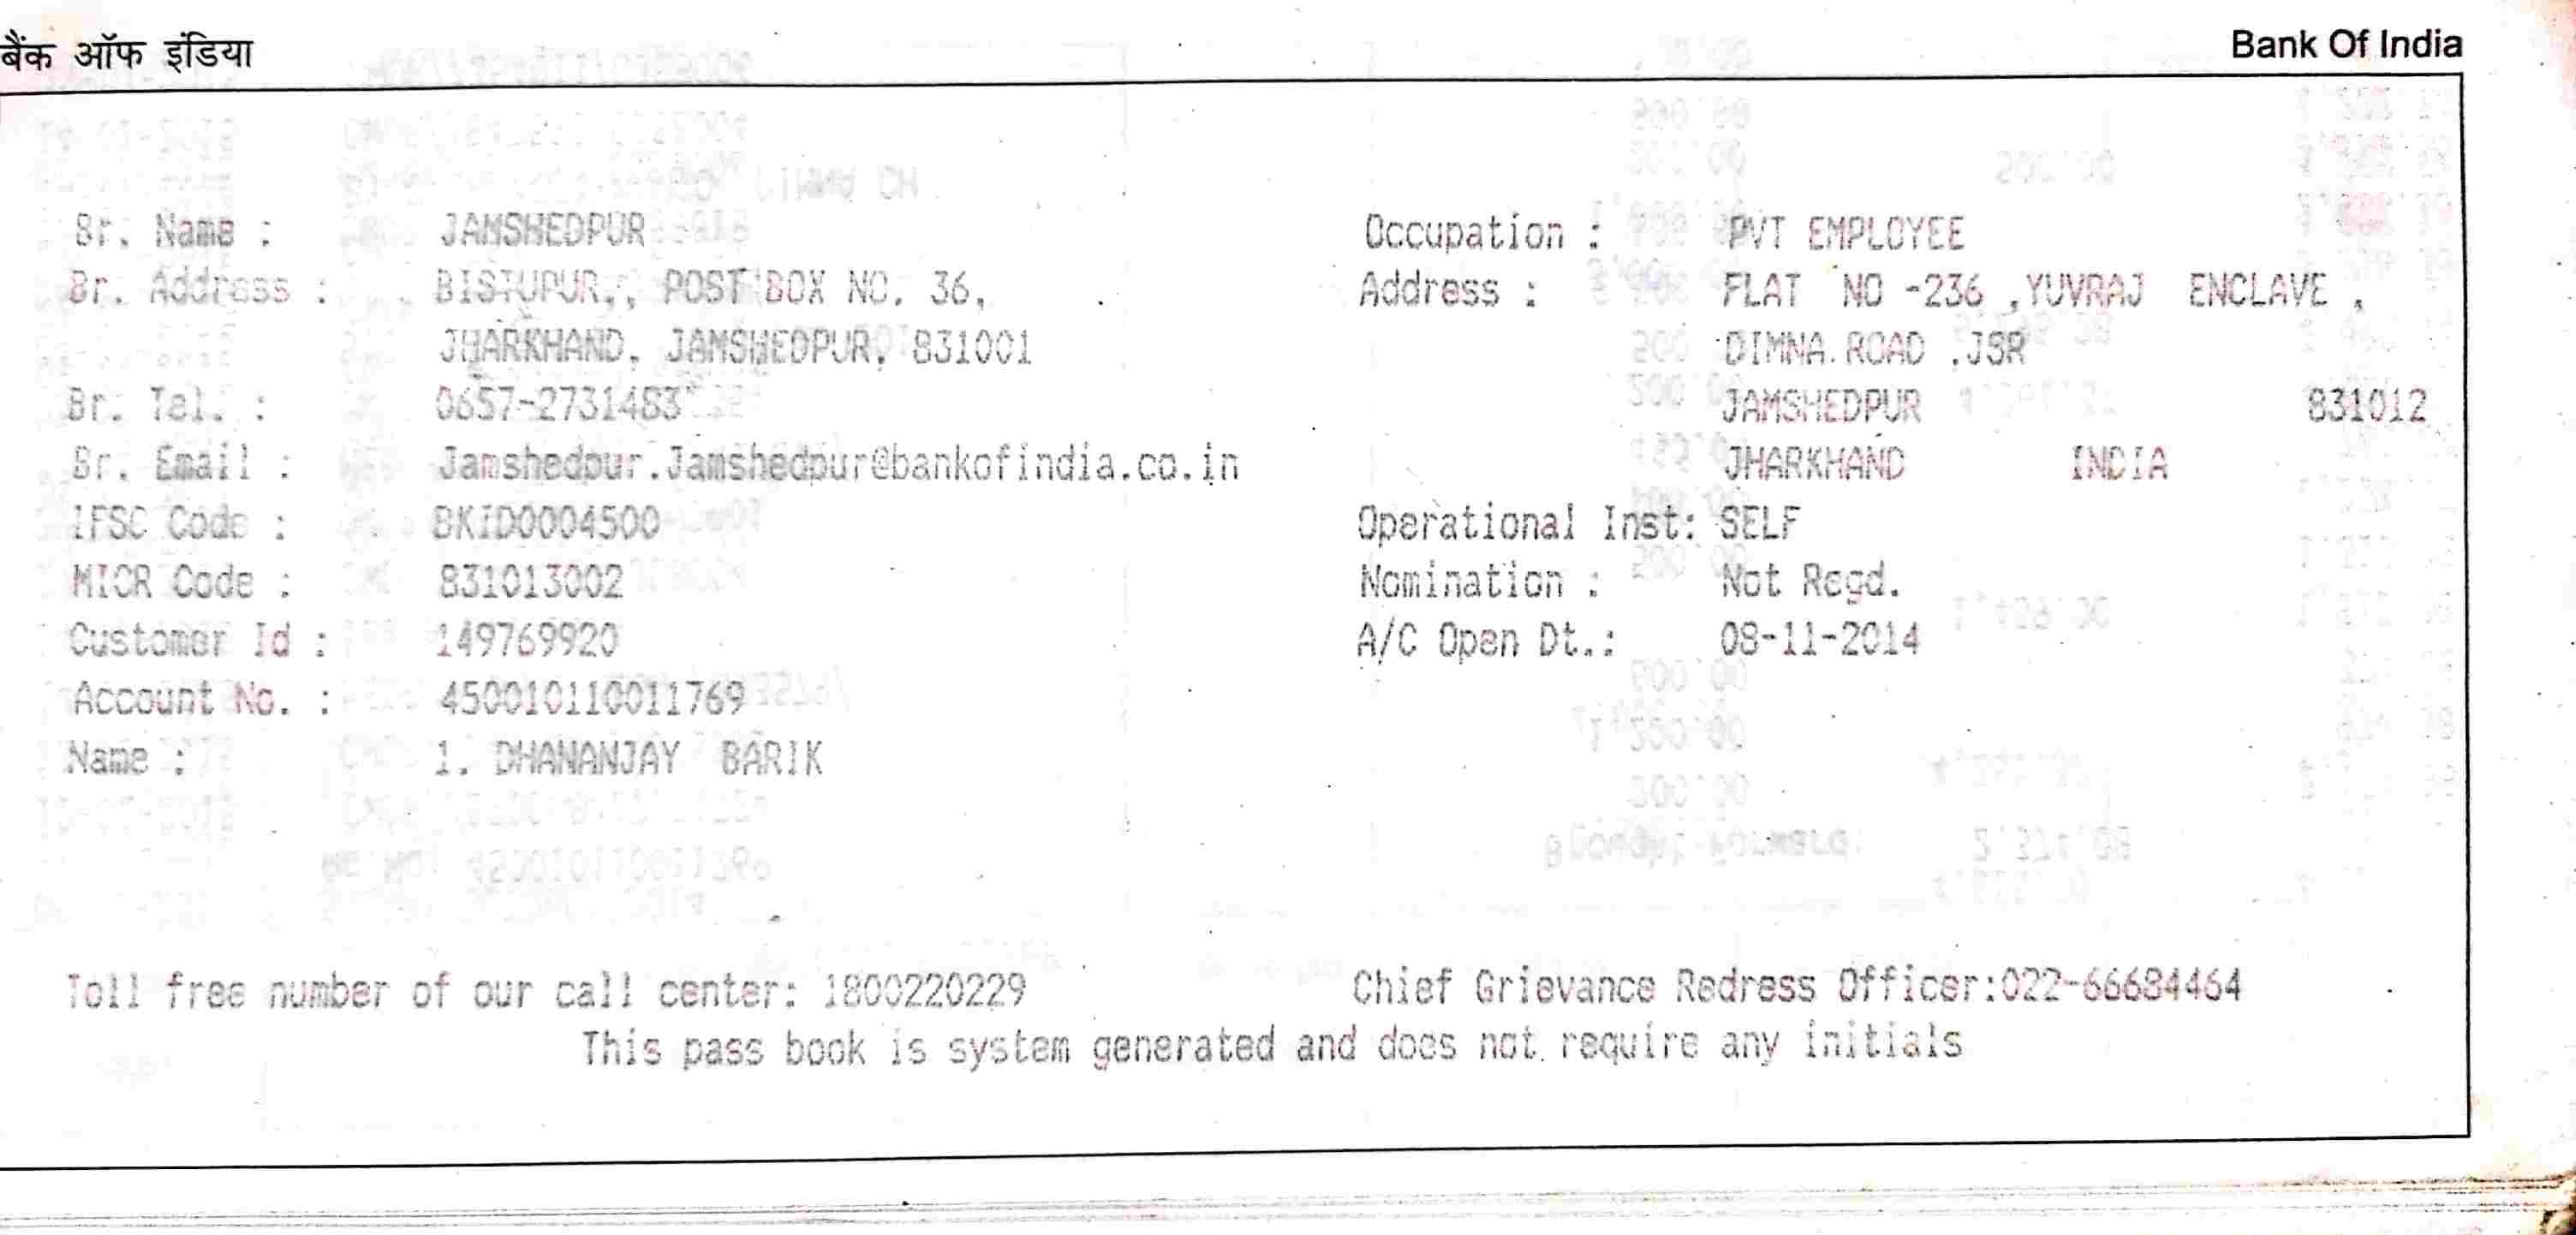 बैंक ऑफ इंडिया
Bank Of India
Br. Name : JAMSHEDPUR
Br. Address : BISTUPUR,, POST BOX NO. 36,
JHARKHAND, JAMSHEDPUR, 831001
Br. Tel. : 0657-2731483
Br. Email : Jamshedpur.Jamshedpur@bankofindia.co.in
IFSC Code : BKID0004500
MICR Code : 831013002
Customer Id : 149769920
Account No. : 450010110011769
Name : 1. DHANANJAY BARIK
Occupation : PVT EMPLOYEE
Address : FLAT NO -236 ,YUVRAJ ENCLAVE ,
DIMNA ROAD ,JSR
JAMSHEDPUR 831012
JHARKHAND INDIA
Operational Inst: SELF
Nomination : Not Regd.
A/C Open Dt.: 08-11-2014
Toll free number of our call center: 1800220229
Chief Grievance Redress Officer:022-66684464
This pass book is system generated and does not require any initials